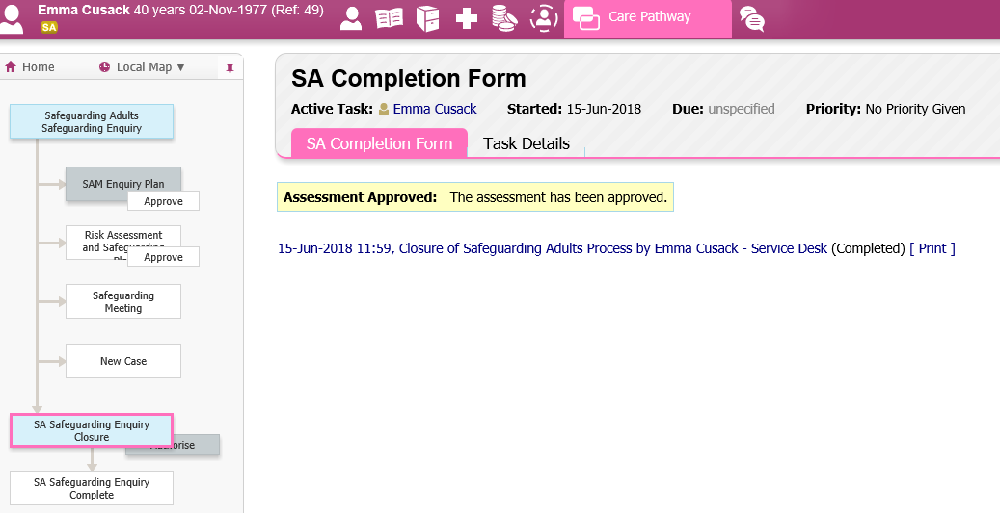 Emma Cusack 40 years 02-Nov-1977 (Ref: 49)
SA
Care Pathway
Home
Local Map ▼
Safeguarding Adults
Safeguarding Enquiry
SAM Enquiry Plan
Approve
Risk Assessment
and Safeguarding
Approve
Safeguarding
Meeting
New Case
SA Safeguarding Enquiry
Closure
Authorise
SA Safeguarding Enquiry
Complete
SA Completion Form
Active Task: Emma Cusack Started: 15-Jun-2018 Due: unspecified Priority: No Priority Given
SA Completion Form Task Details
Assessment Approved: The assessment has been approved.
15-Jun-2018 11:59, Closure of Safeguarding Adults Process by Emma Cusack - Service Desk (Completed) [ Print ]